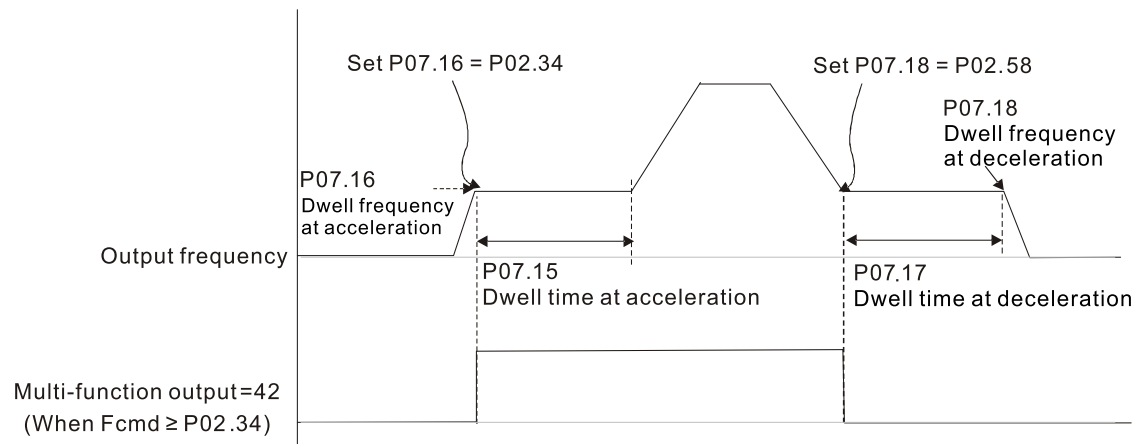 Set P07.16 = P02.34
Set P07.18 = P02.58
P07.18
Dwell frequency
at deceleration
P07.16
Dwell frequency
at acceleration
Output frequency
P07.15
Dwell time at acceleration
P07.17
Dwell time at deceleration
Multi-function output=42
(When Fcmd ≥ P02.34)